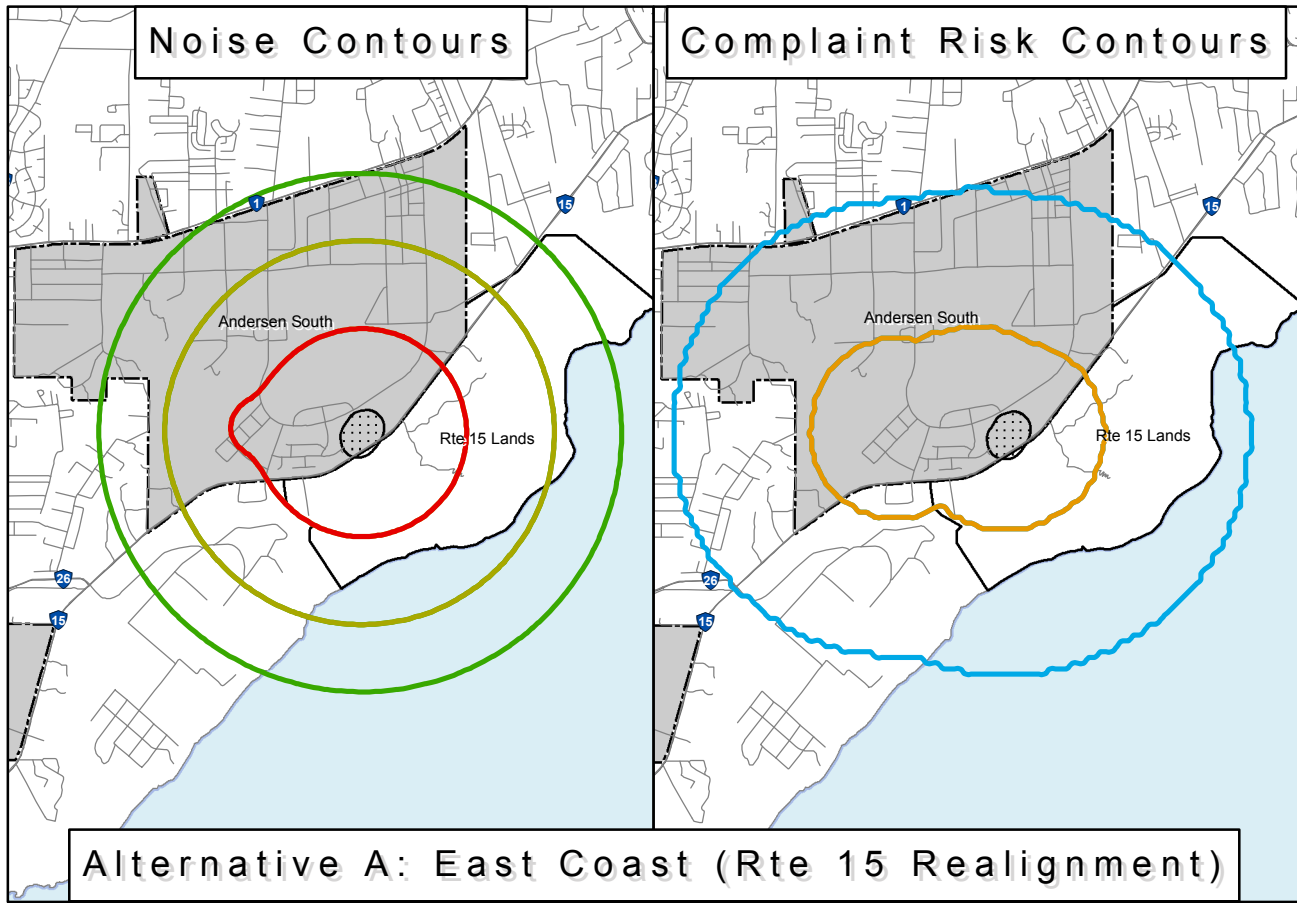 Noise Contours
Complaint Risk Contours
1
15
Andersen South
Rte 15 Lands
26
15
1
15
Andersen South
Rte 15 Lands
26
15
Alternative A: East Coast (Rte 15 Realignment)